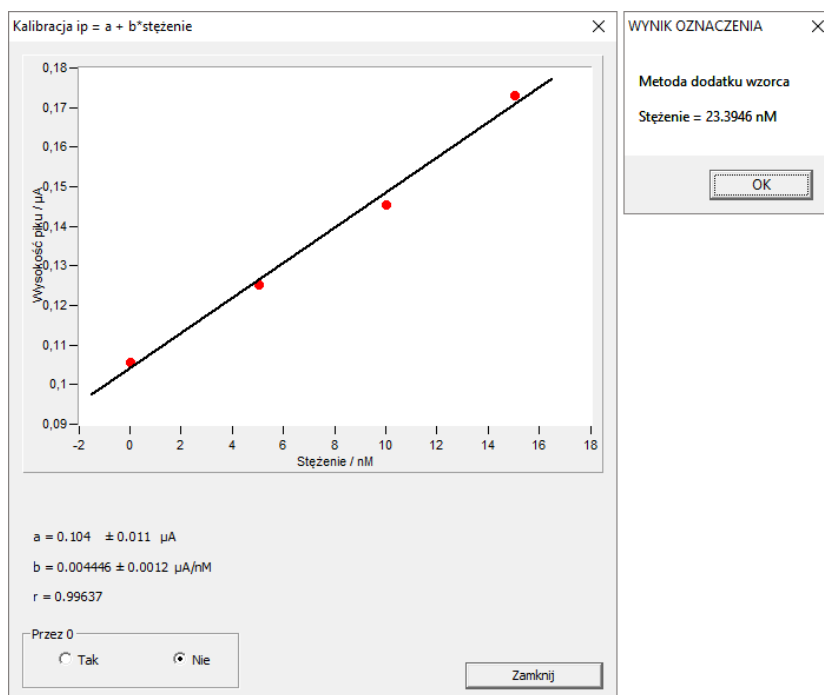 Kalibracja ip = a + b*stężenie
0,18
0,17
0,16
0,15
0,14
0,13
0,12
0,11
0,1
0,09
Wysokość piku / µA
-2 0 2 4 6 8 10 12 14 16 18
Stężenie / nM
a = 0.104 ± 0.011 µA
b = 0.004446 ± 0.0012 µA/nM
r = 0.99637
Przez 0
Tak Nie
Zamknij
WYNIK OZNACZENIA
Metoda dodatku wzorca
Stężenie = 23.3946 nM
OK